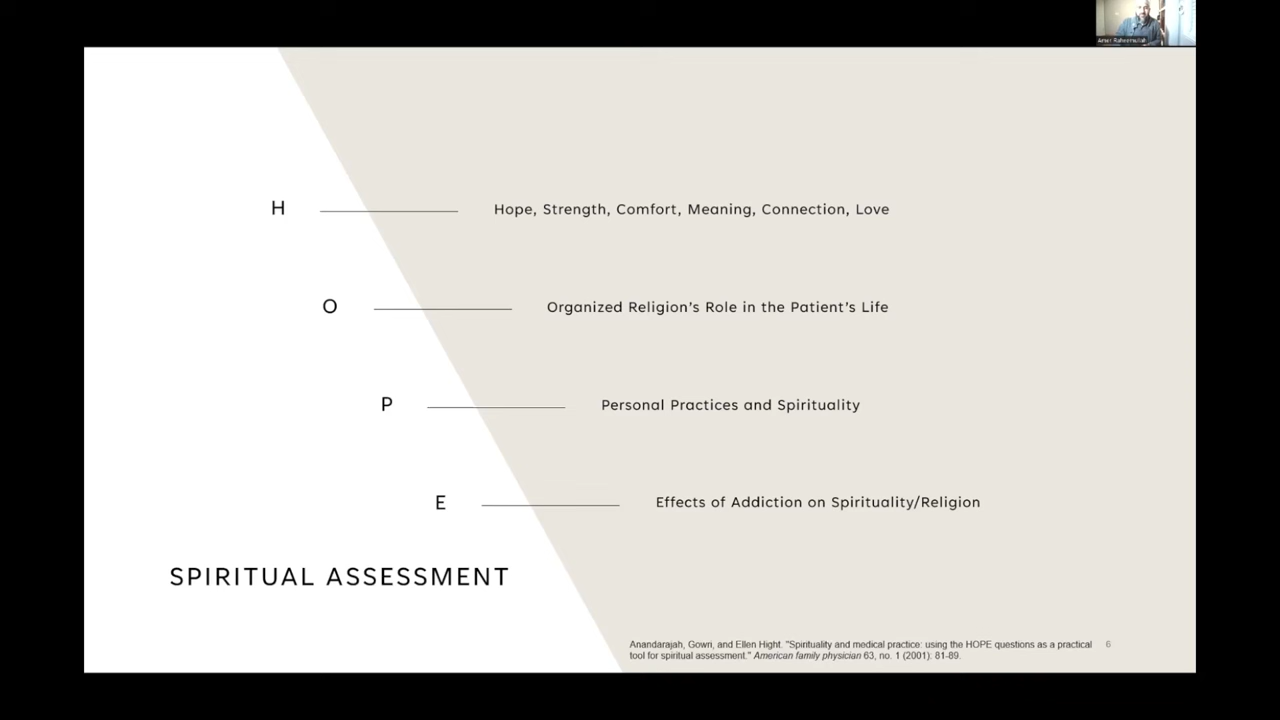 Amer Raheemullah
H Hope, Strength, Comfort, Meaning, Connection, Love
O Organized Religion's Role in the Patient's Life
P Personal Practices and Spirituality
E Effects of Addiction on Spirituality/Religion
SPIRITUAL ASSESSMENT
Anandarajah, Gowri, and Ellen Hight. "Spirituality and medical practice: using the HOPE questions as a practical
tool for spiritual assessment." American family physician 63, no. 1 (2001): 81-89.
6